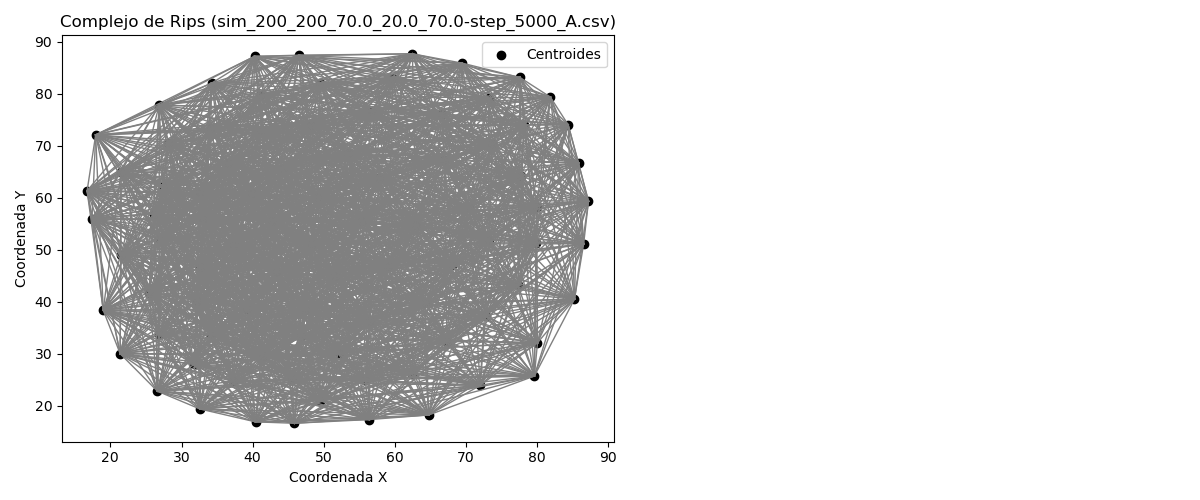 Complejo de Rips (sim_200_200_70.0_20.0_70.0-step_5000_A.csv)
Centroides
90
80
70
60
50
40
30
20
Coordenada Y
20 30 40 50 60 70 80 90
Coordenada X